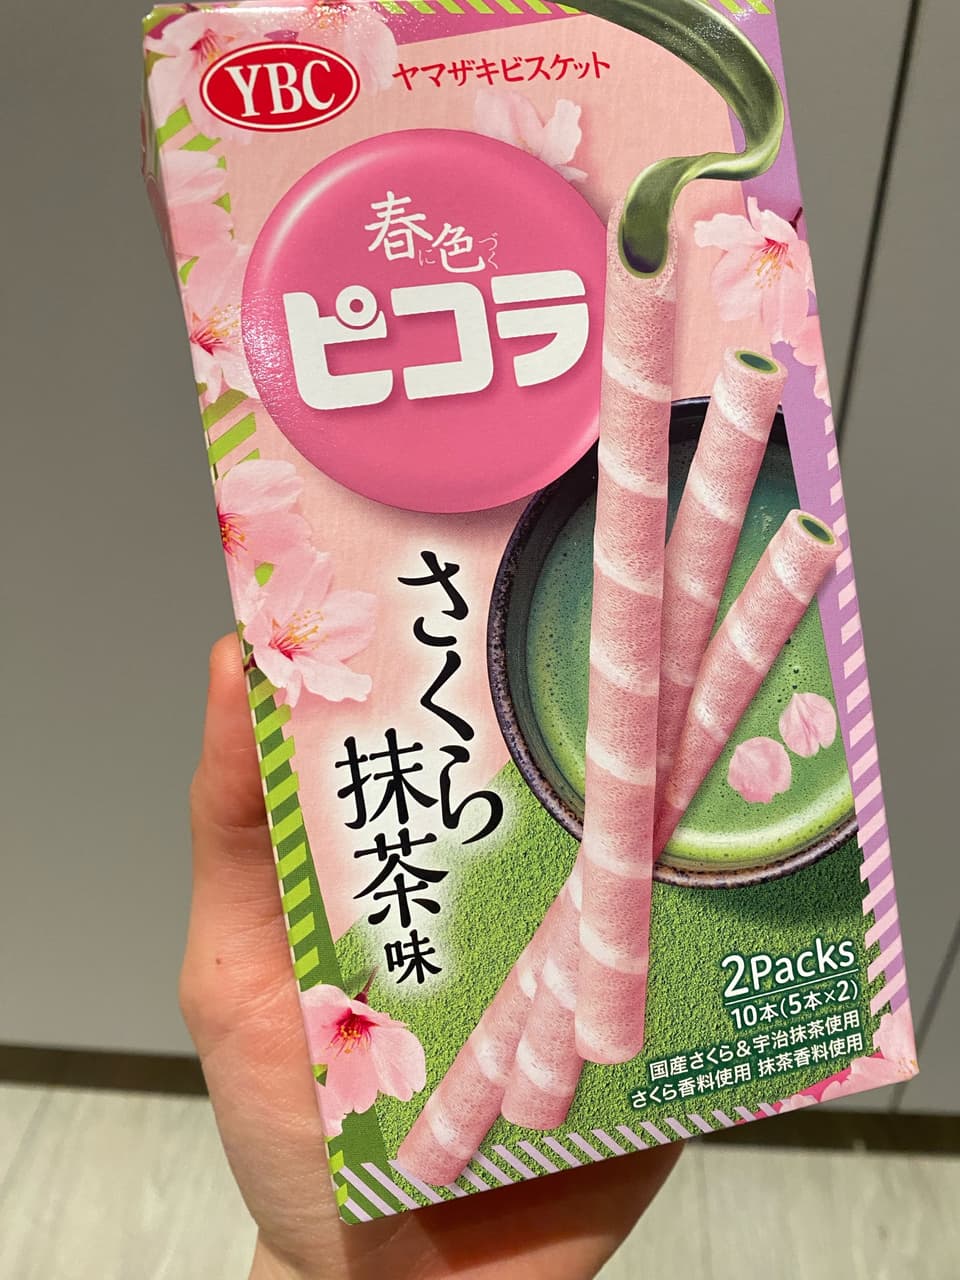 YBC
ヤマザキビスケット
春に色づく
ピコラ
さくら
抹茶味
2Packs
10本(5本×2)
国産さくら&宇治抹茶使用
さくら香料使用 抹茶香料使用